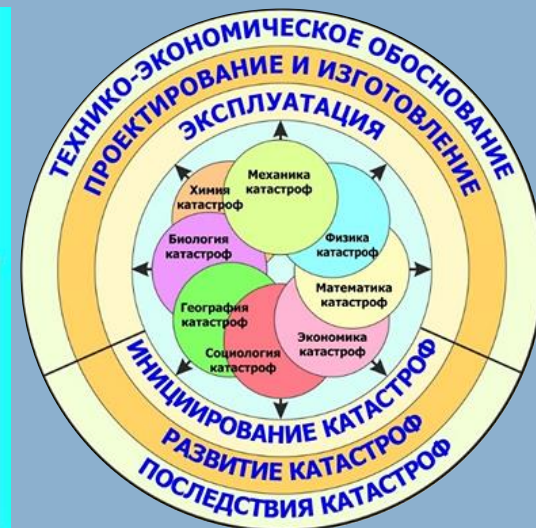 ТЕХНИКО-ЭКОНОМИЧЕСКОЕ ОБОСНОВАНИЕ
ПРОЕКТИРОВАНИЕ И ИЗГОТОВЛЕНИЕ
ЭКСПЛУАТАЦИЯ
Механика
катастроф
Химия
катастроф
Физика
катастроф
Биология
катастроф
Математика
катастроф
География
катастроф
Экономика
катастроф
Социология
катастроф
ИНИЦИИРОВАНИЕ КАТАСТРОФ
РАЗВИТИЕ КАТАСТРОФ
ПОСЛЕДСТВИЯ КАТАСТРОФ